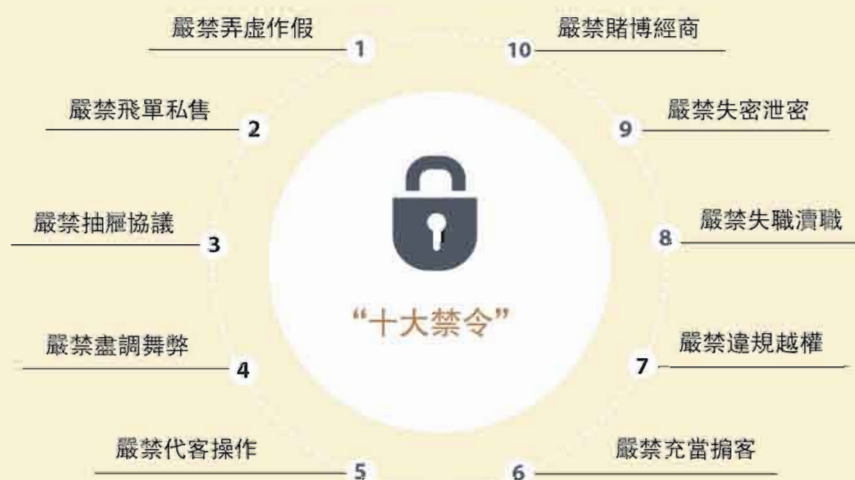 嚴禁弄虛作假
1
嚴禁飛單私售
2
嚴禁抽屜協議
3
嚴禁盡調舞弊
4
嚴禁代客操作
5
嚴禁充當掮客
6
嚴禁違規越權
7
嚴禁失職瀆職
8
嚴禁失密泄密
9
嚴禁賭博經商
10
“十大禁令”